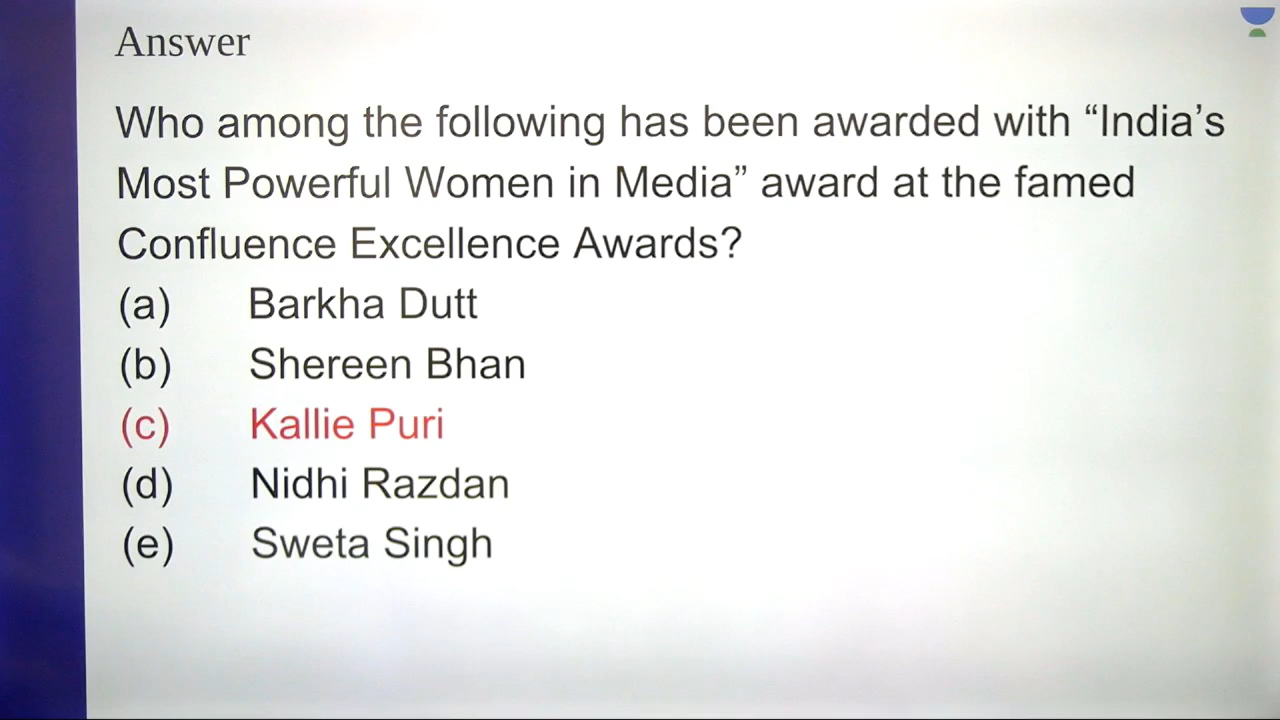 Answer
Who among the following has been awarded with “India’s
Most Powerful Women in Media” award at the famed
Confluence Excellence Awards?
(a) Barkha Dutt
(b) Shereen Bhan
(c) Kallie Puri
(d) Nidhi Razdan
(e) Sweta Singh